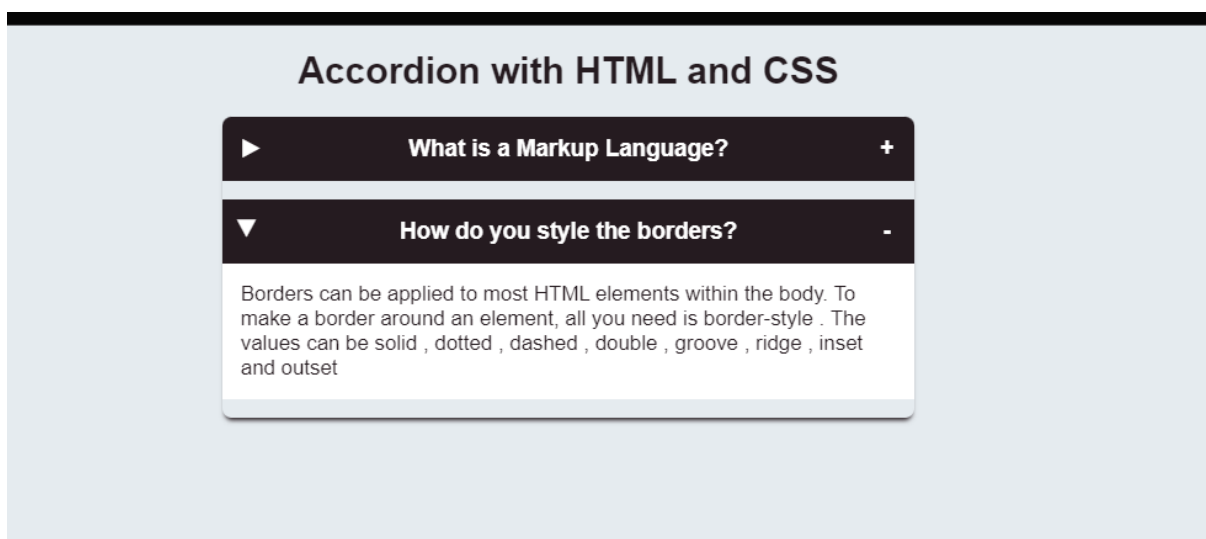 Accordion with HTML and CSS
What is a Markup Language? +
How do you style the borders? -
Borders can be applied to most HTML elements within the body. To
make a border around an element, all you need is border-style . The
values can be solid , dotted , dashed , double , groove , ridge , inset
and outset